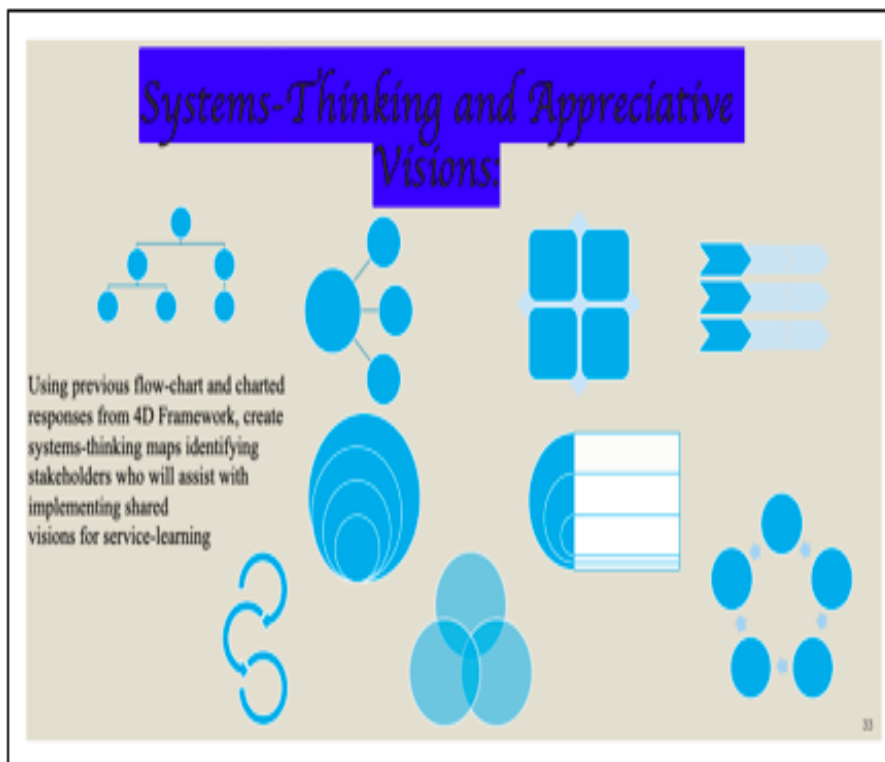 Systems-Thinking and Appreciative
Visions:
Using previous flow-chart and charted
responses from 4D Framework, create
systems-thinking maps identifying
stakeholders who will assist with
implementing shared
visions for service-learning
33